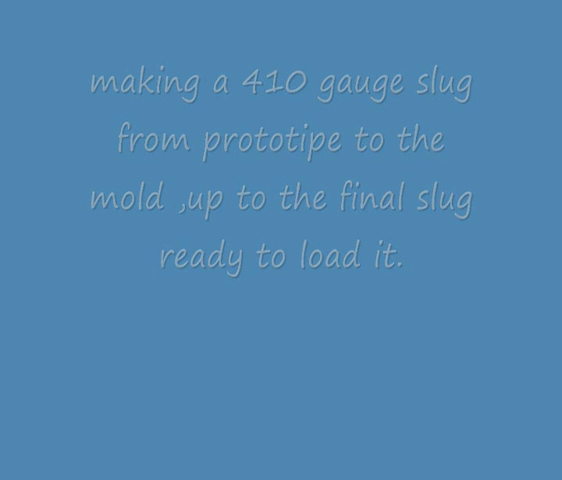 making a 410 gauge slug
from prototipe to the
mold ,up to the final slug
ready to load it.